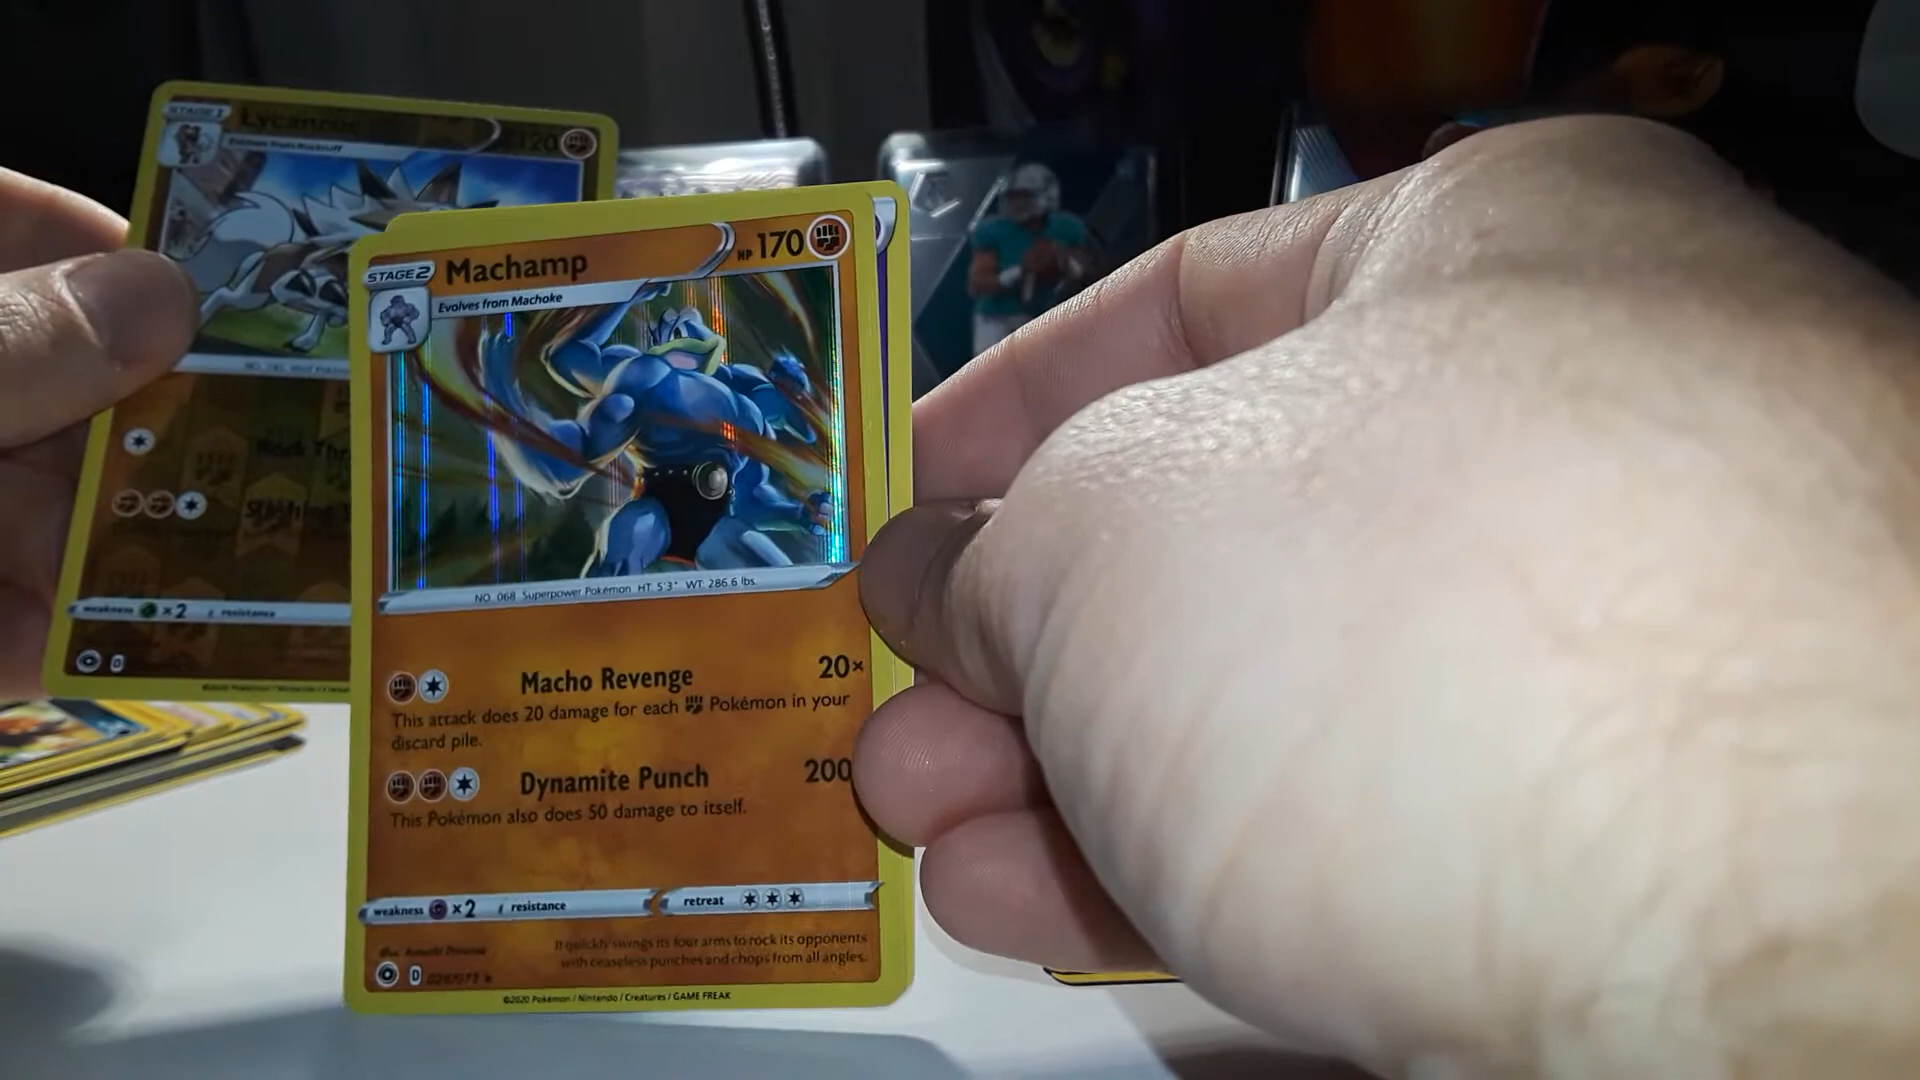 STAGE 1
Lycanroc
120
Evolves from Rockruff
Rock Thr
Slashing
weakness ×2 resistance
D
STAGE 2
Machamp
HP 170
Evolves from Machoke
NO. 068 Superpower Pokémon HT: 5'3" WT: 286.6 lbs.
Macho Revenge 20×
This attack does 20 damage for each Pokémon in your
discard pile.
Dynamite Punch 200
This Pokémon also does 50 damage to itself.
weakness ×2 resistance retreat
It quickly swings its four arms to rock its opponents
with ceaseless punches and chops from all angles.
D 026/073 ★
©2020 Pokémon / Nintendo / Creatures / GAME FREAK